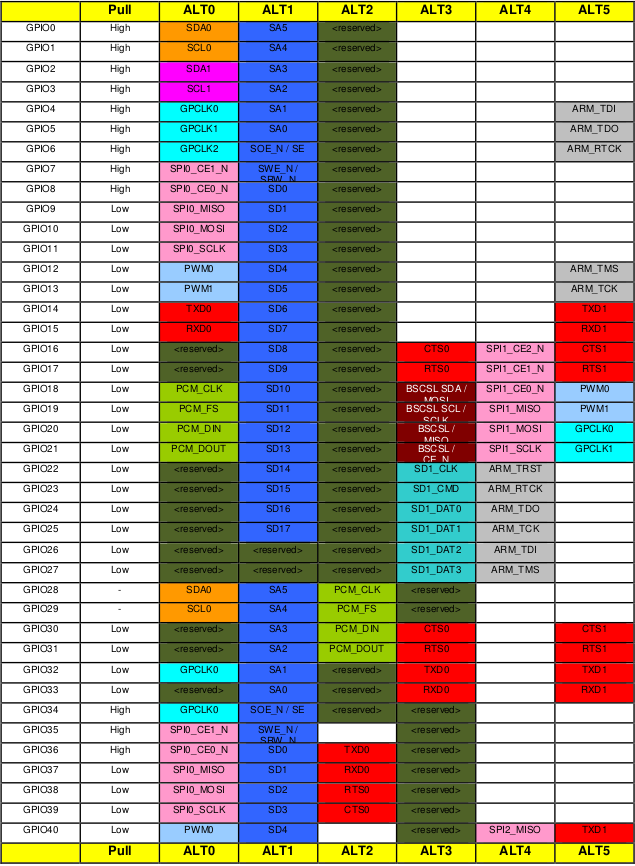 Pull ALT0 ALT1 ALT2 ALT3 ALT4 ALT5
GPIO0 High SDA0 SA5 <reserved>
GPIO1 High SCL0 SA4 <reserved>
GPIO2 High SDA1 SA3 <reserved>
GPIO3 High SCL1 SA2 <reserved>
GPIO4 High GPCLK0 SA1 <reserved> ARM_TDI
GPIO5 High GPCLK1 SA0 <reserved> ARM_TDO
GPIO6 High GPCLK2 SOE_N / SE <reserved> ARM_RTCK
GPIO7 High SPI0_CE1_N SWE_N / <reserved>
SRW_N
GPIO8 High SPI0_CE0_N SD0 <reserved>
GPIO9 Low SPI0_MISO SD1 <reserved>
GPIO10 Low SPI0_MOSI SD2 <reserved>
GPIO11 Low SPI0_SCLK SD3 <reserved>
GPIO12 Low PWM0 SD4 <reserved> ARM_TMS
GPIO13 Low PWM1 SD5 <reserved> ARM_TCK
GPIO14 Low TXD0 SD6 <reserved> TXD1
GPIO15 Low RXD0 SD7 <reserved> RXD1
GPIO16 Low <reserved> SD8 <reserved> CTS0 SPI1_CE2_N CTS1
GPIO17 Low <reserved> SD9 <reserved> RTS0 SPI1_CE1_N RTS1
GPIO18 Low PCM_CLK SD10 <reserved> BSCSL SDA / SPI1_CE0_N PWM0
MOSI
GPIO19 Low PCM_FS SD11 <reserved> BSCSL SCL / SPI1_MISO PWM1
SCLK
GPIO20 Low PCM_DIN SD12 <reserved> BSCSL / SPI1_MOSI GPCLK0
MISO
GPIO21 Low PCM_DOUT SD13 <reserved> BSCSL / SPI1_SCLK GPCLK1
CE_N
GPIO22 Low <reserved> SD14 <reserved> SD1_CLK ARM_TRST
GPIO23 Low <reserved> SD15 <reserved> SD1_CMD ARM_RTCK
GPIO24 Low <reserved> SD16 <reserved> SD1_DAT0 ARM_TDO
GPIO25 Low <reserved> SD17 <reserved> SD1_DAT1 ARM_TCK
GPIO26 Low <reserved> <reserved> <reserved> SD1_DAT2 ARM_TDI
GPIO27 Low <reserved> <reserved> <reserved> SD1_DAT3 ARM_TMS
GPIO28 - SDA0 SA5 PCM_CLK <reserved>
GPIO29 - SCL0 SA4 PCM_FS <reserved>
GPIO30 Low <reserved> SA3 PCM_DIN CTS0 CTS1
GPIO31 Low <reserved> SA2 PCM_DOUT RTS0 RTS1
GPIO32 Low GPCLK0 SA1 <reserved> TXD0 TXD1
GPIO33 Low <reserved> SA0 <reserved> RXD0 RXD1
GPIO34 High GPCLK0 SOE_N / SE <reserved> <reserved>
GPIO35 High SPI0_CE1_N SWE_N / <reserved>
SRW_N
GPIO36 High SPI0_CE0_N SD0 TXD0 <reserved>
GPIO37 Low SPI0_MISO SD1 RXD0 <reserved>
GPIO38 Low SPI0_MOSI SD2 RTS0 <reserved>
GPIO39 Low SPI0_SCLK SD3 CTS0 <reserved>
GPIO40 Low PWM0 SD4 <reserved> SPI2_MISO TXD1
Pull ALT0 ALT1 ALT2 ALT3 ALT4 ALT5